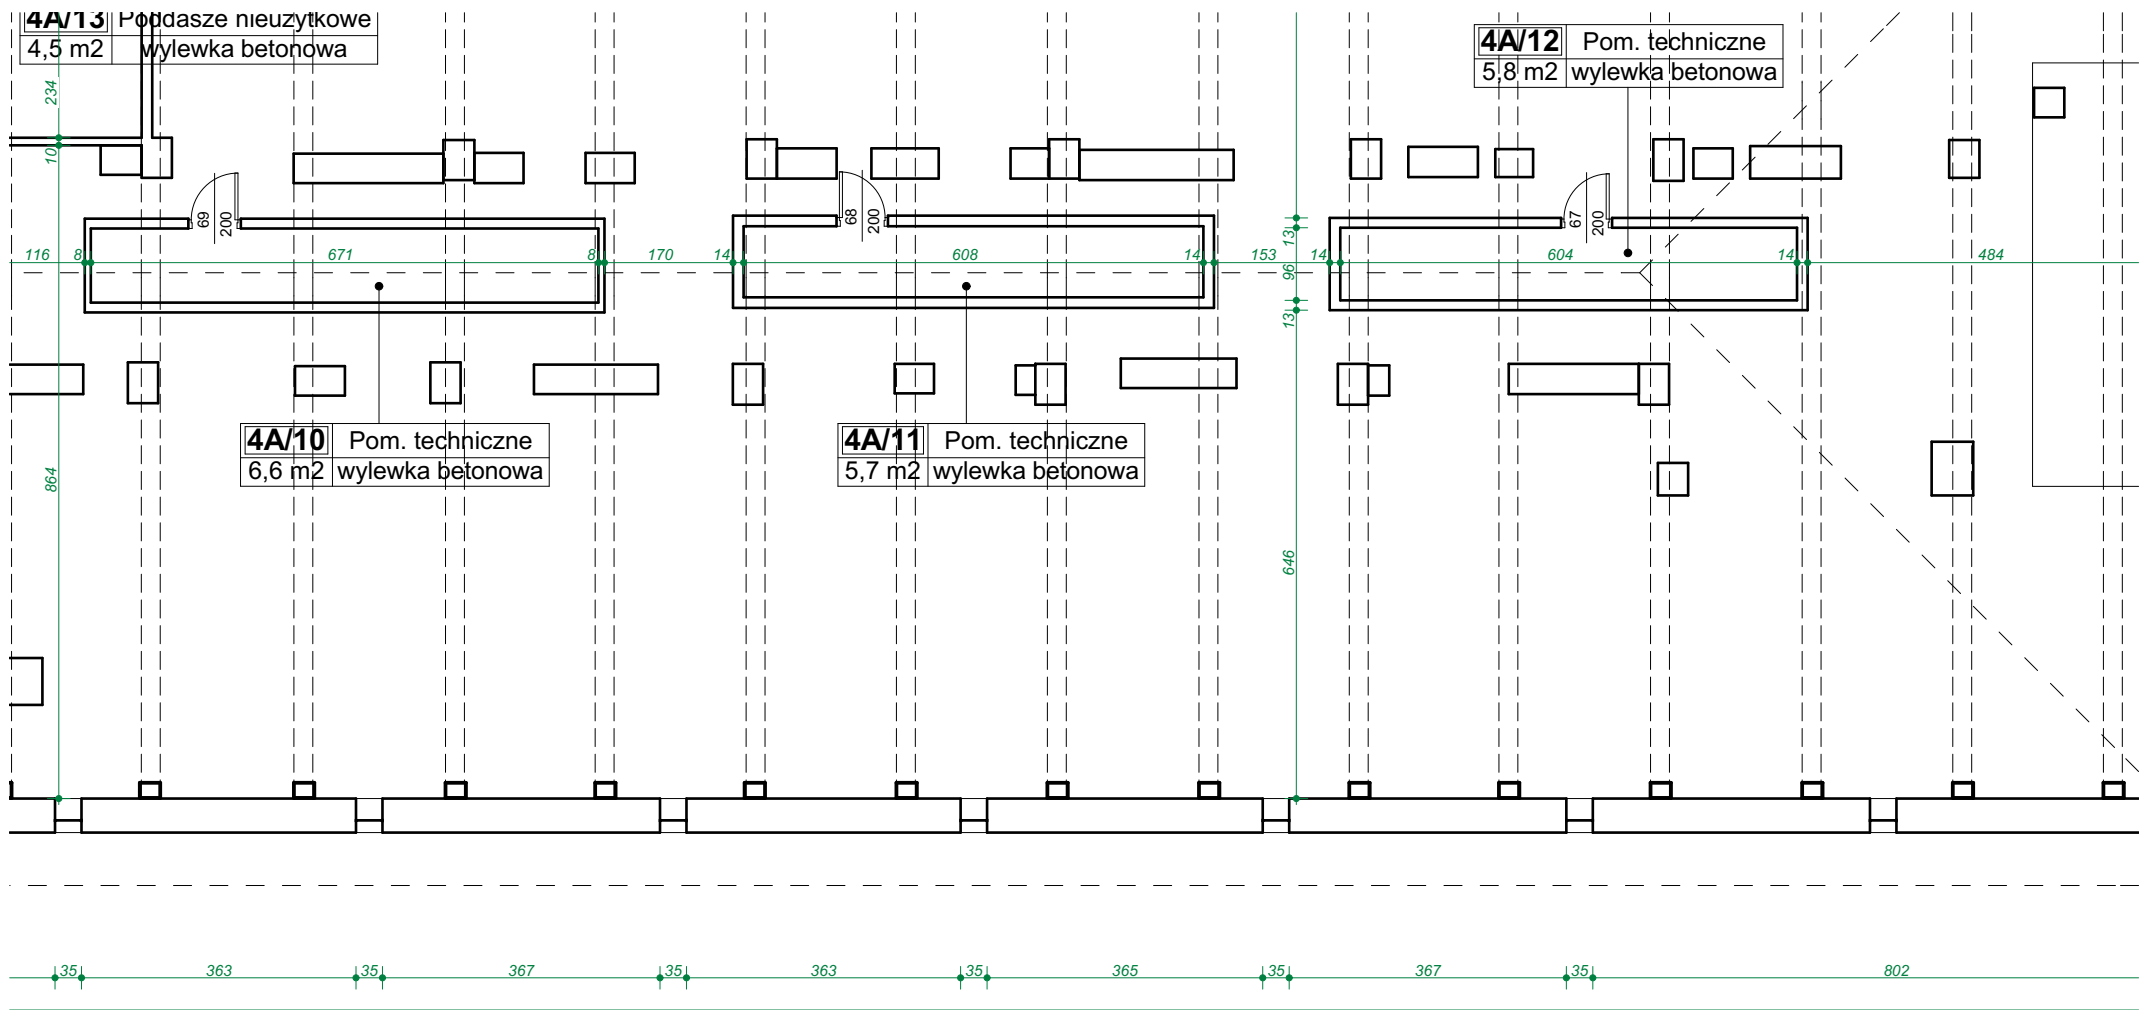 4A/13 Poddasze nieużytkowe
4,5 m2 wylewka betonowa
4A/12 Pom. techniczne
5,8 m2 wylewka betonowa
234
10
69
200
68
200
67
200
116 8 671 8 170 14 608 14 153 14 604 14 484
13
96
13
4A/10 Pom. techniczne
6,6 m2 wylewka betonowa
4A/11 Pom. techniczne
5,7 m2 wylewka betonowa
864
646
35 363 35 367 35 363 35 365 35 367 35 802